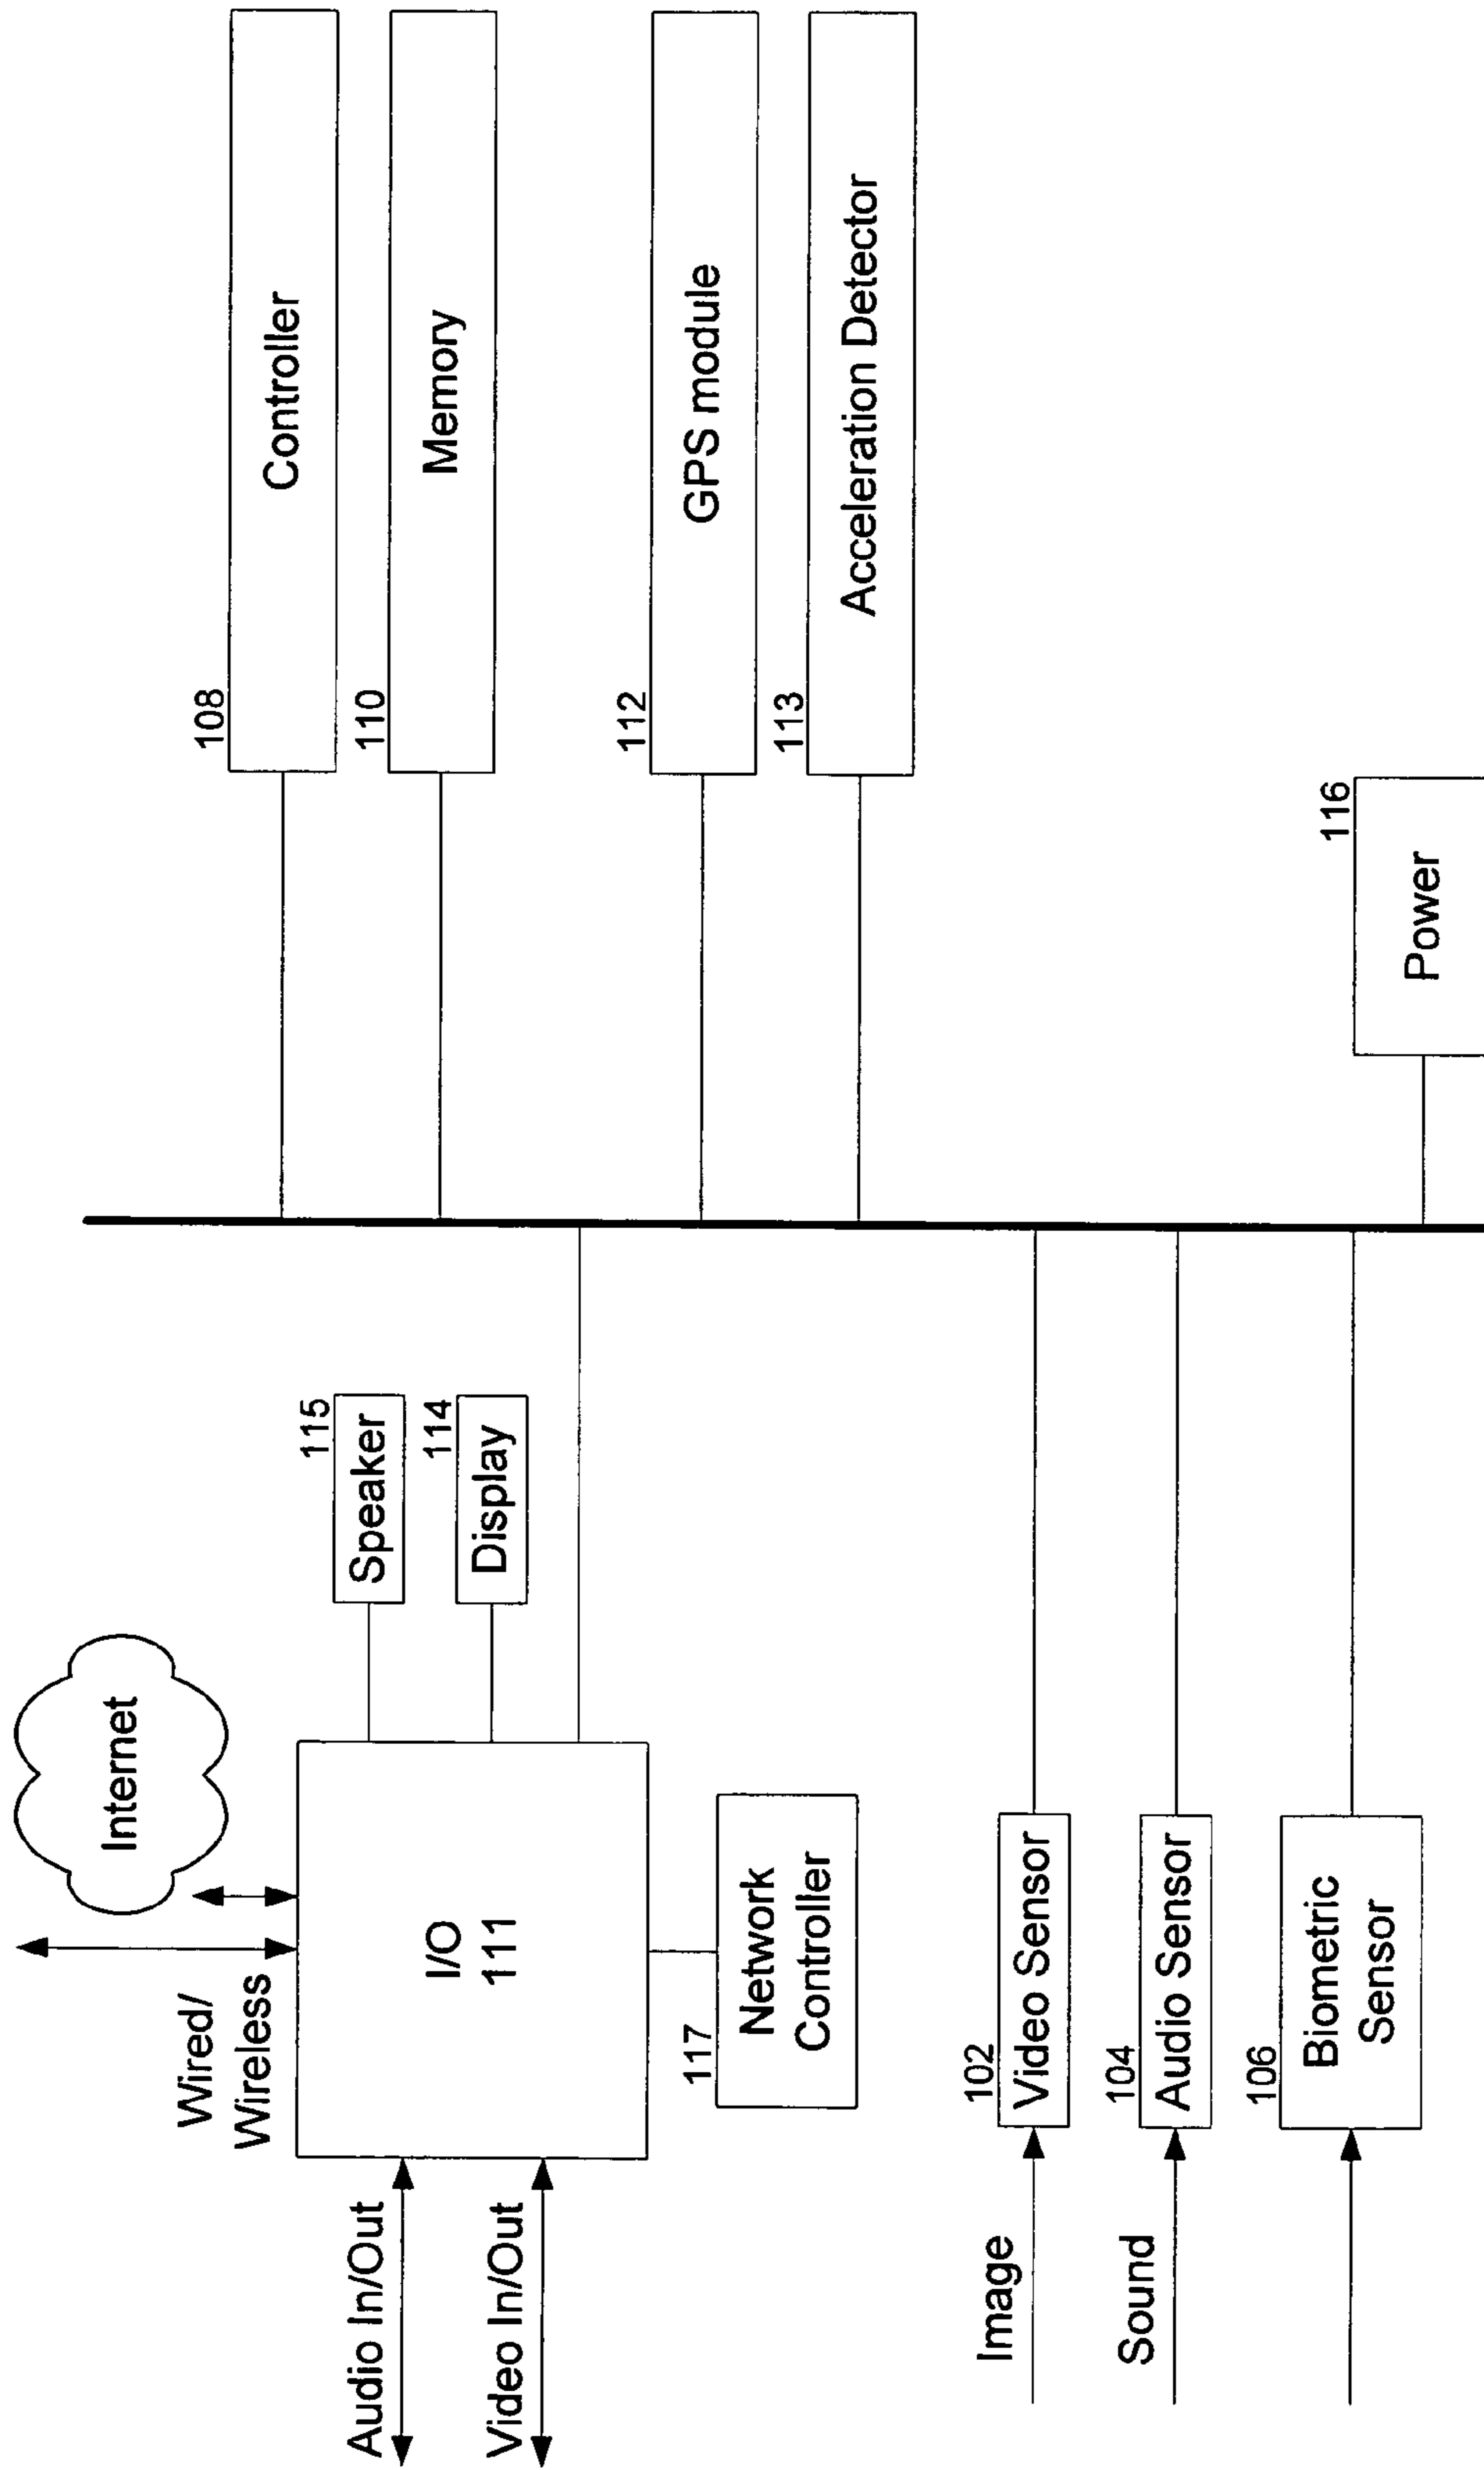 Internet
Wired/
Wireless
Audio In/Out
Video In/Out
I/O
111
115
Speaker
114
Display
117
Network
Controller
Image
102
Video Sensor
Sound
104
Audio Sensor
106
Biometric
Sensor
108
Controller
110
Memory
112
GPS module
113
Acceleration Detector
116
Power